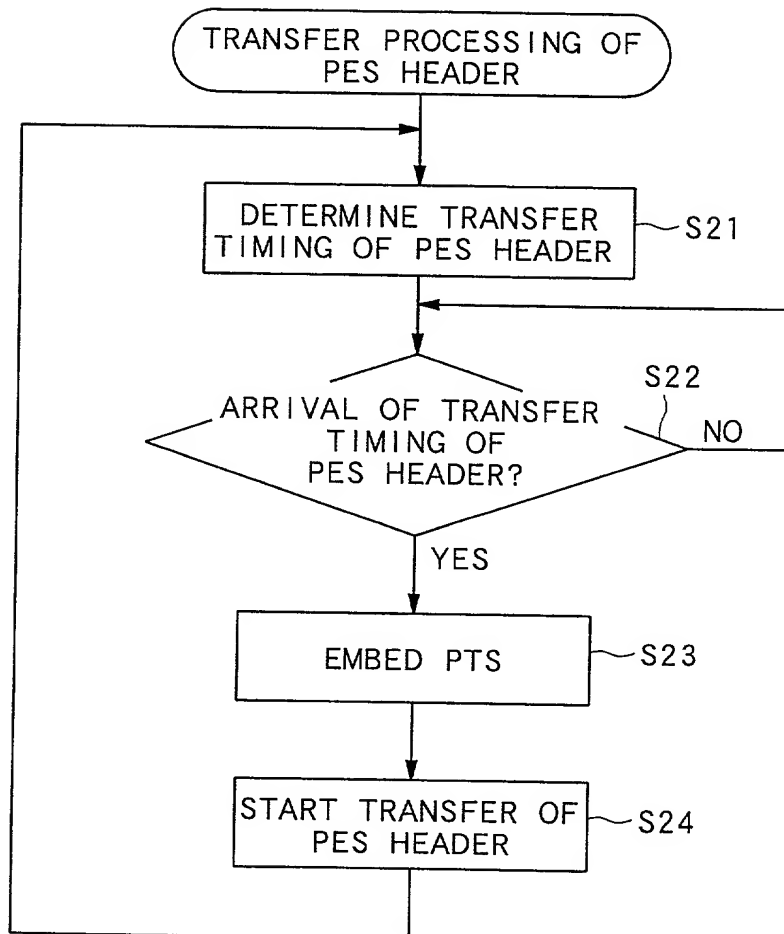 TRANSFER PROCESSING OF
PES HEADER
DETERMINE TRANSFER
TIMING OF PES HEADER
S21
S22
ARRIVAL OF TRANSFER
TIMING OF
PES HEADER?
NO
YES
EMBED PTS
S23
START TRANSFER OF
PES HEADER
S24